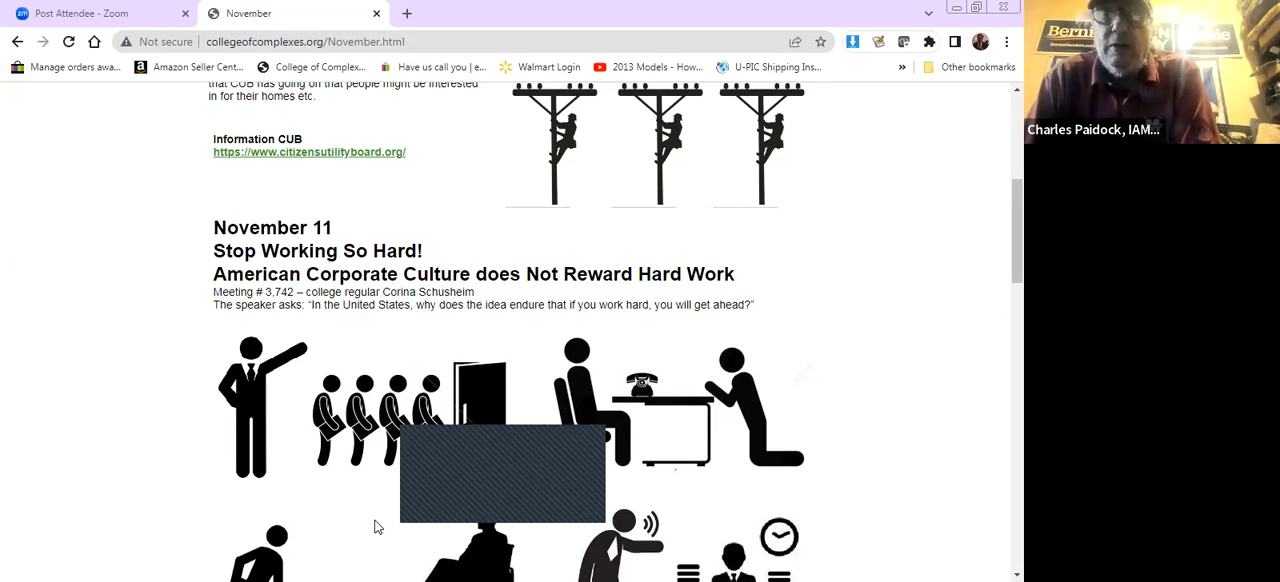 Post Attendee - Zoom
November
Not secure
collegeofcomplexes.org/November.html
Manage orders awa...
Amazon Seller Cent...
College of Complex...
Have us call you | e...
Walmart Login
2013 Models - How...
U-PIC Shipping Ins...
Other bookmarks
that CUB has going on that people might be interested
in for their homes etc.
Information CUB
https://www.citizensutilityboard.org/
November 11
Stop Working So Hard!
American Corporate Culture does Not Reward Hard Work
Meeting # 3,742 – college regular Corina Schusheim
The speaker asks: “In the United States, why does the idea endure that if you work hard, you will get ahead?”
Charles Paidock, IAM...